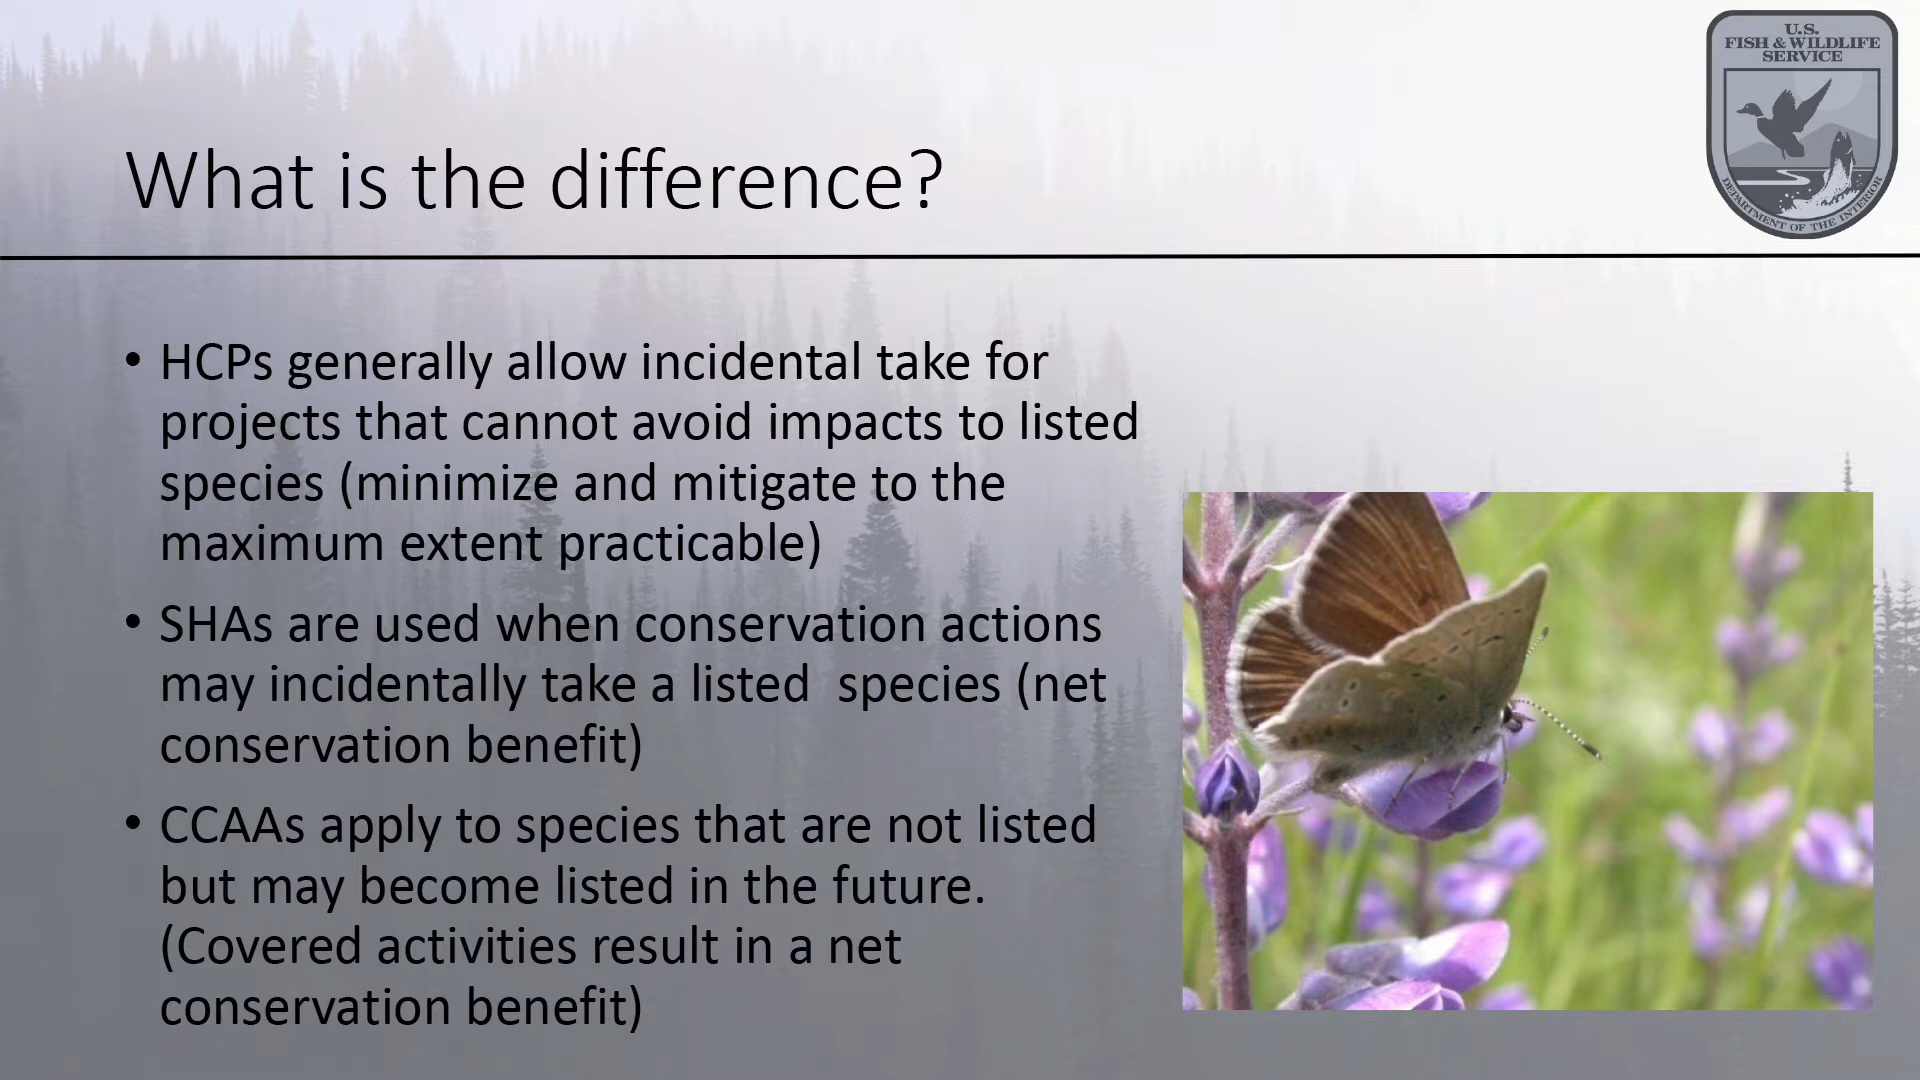 U.S.
FISH & WILDLIFE
SERVICE
DEPARTMENT OF THE INTERIOR
What is the difference?
• HCPs generally allow incidental take for
projects that cannot avoid impacts to listed
species (minimize and mitigate to the
maximum extent practicable)
• SHAs are used when conservation actions
may incidentally take a listed  species (net
conservation benefit)
• CCAAs apply to species that are not listed
but may become listed in the future.
(Covered activities result in a net
conservation benefit)